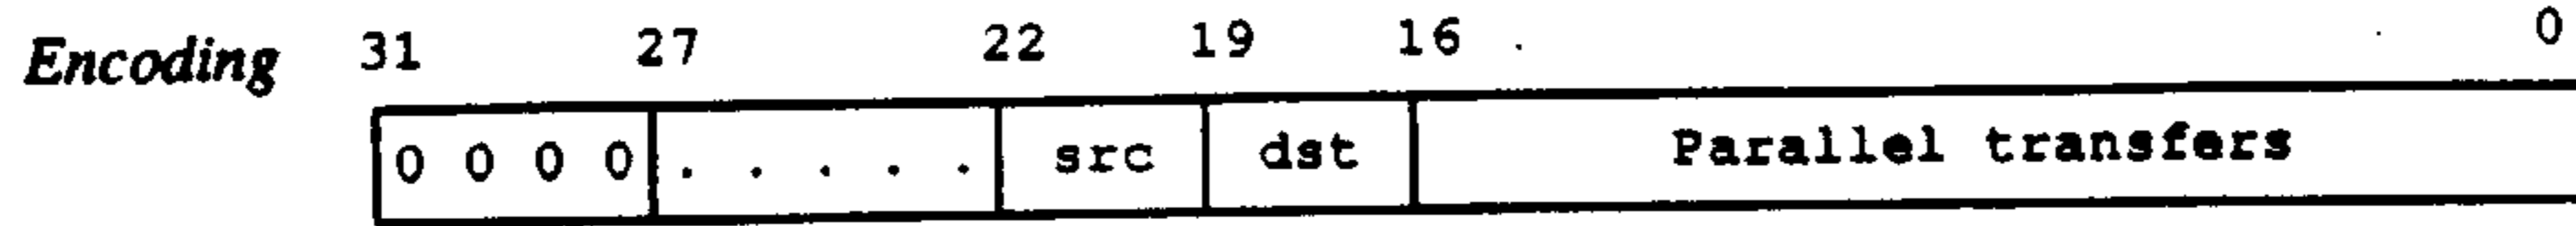 Encoding 31 27 22 19 16 0
0 0 0 0 . . . . . src dst Parallel transfers